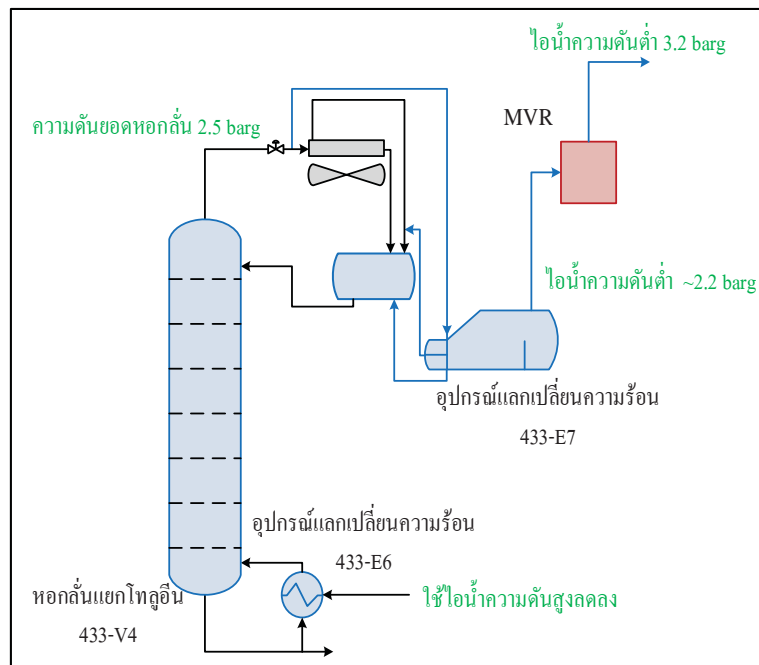 ไอน้ำความดันต่ำ 3.2 barg
ความดันยอดหอกลั่น 2.5 barg
MVR
ไอน้ำความดันต่ำ ~2.2 barg
อุปกรณ์แลกเปลี่ยนความร้อน
433-E7
อุปกรณ์แลกเปลี่ยนความร้อน
433-E6
หอกลั่นแยกโทลูอีน
433-V4
ใช้ไอน้ำความดันสูงลดลง